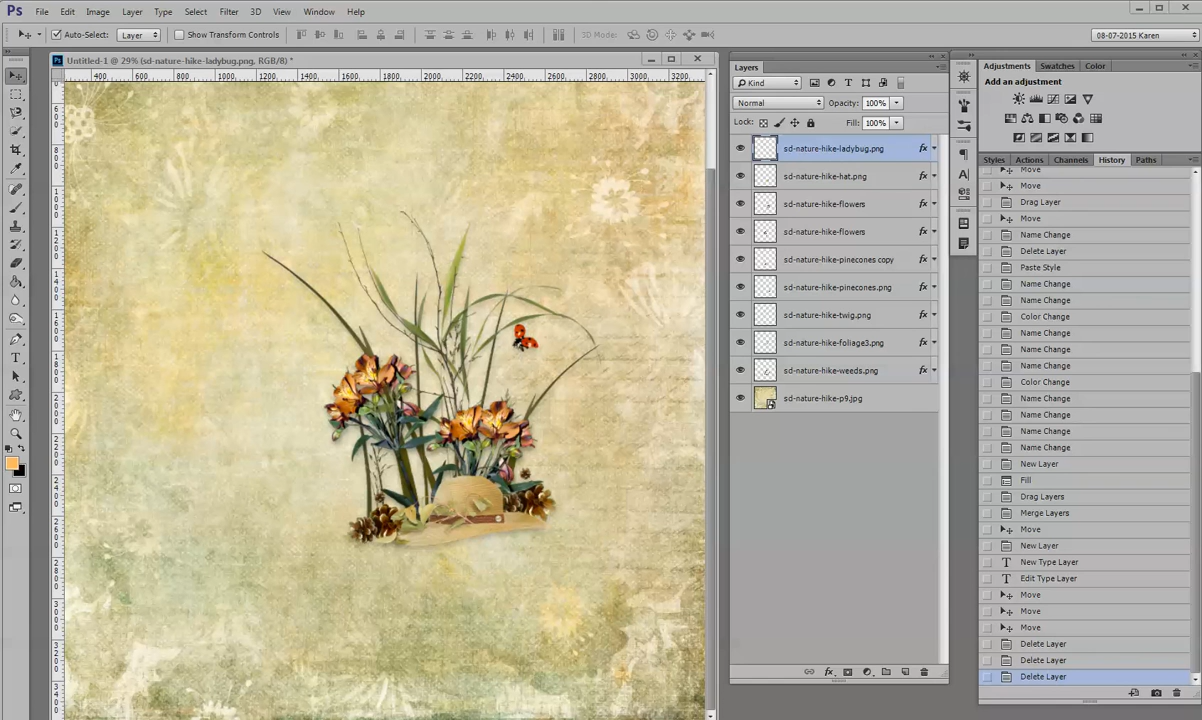 Ps File Edit Image Layer Type Select Filter 3D View Window Help
Auto-Select: Layer Show Transform Controls 3D Mode: 08-07-2015 Karen
Untitled-1 @ 29% (sd-nature-hike-ladybug.png, RGB/8) *
400 600 800 1000 1200 1400 1600 1800 2000 2200 2400 2600 2800 3000 3200
Layers
Kind
Normal Opacity: 100%
Lock: Fill: 100%
sd-nature-hike-ladybug.png fx
sd-nature-hike-hat.png fx
sd-nature-hike-flowers fx
sd-nature-hike-flowers fx
sd-nature-hike-pinecones copy fx
sd-nature-hike-pinecones.png fx
sd-nature-hike-twig.png fx
sd-nature-hike-foliage3.png fx
sd-nature-hike-weeds.png fx
sd-nature-hike-p9.jpg
Adjustments Swatches Color
Add an adjustment
Styles Actions Channels History Paths
Move
Move
Drag Layer
Move
Name Change
Delete Layer
Paste Style
Name Change
Name Change
Color Change
Name Change
Name Change
Name Change
Color Change
Name Change
Name Change
Name Change
Name Change
New Layer
Fill
Drag Layers
Merge Layers
Move
New Layer
New Type Layer
Edit Type Layer
Move
Move
Move
Delete Layer
Delete Layer
Delete Layer